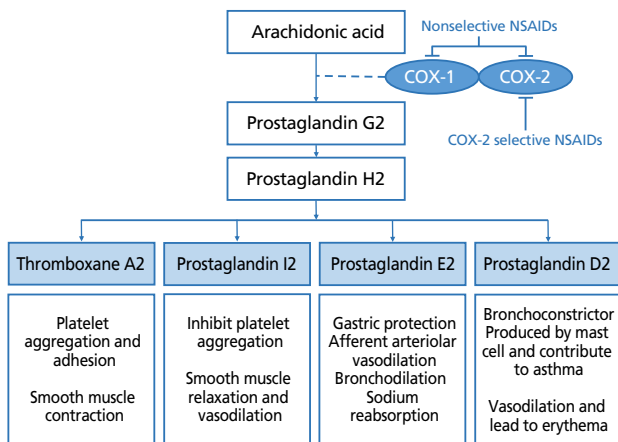 Arachidonic acid
Nonselective NSAIDs
COX-1
COX-2
Prostaglandin G2
COX-2 selective NSAIDs
Prostaglandin H2
Thromboxane A2
Prostaglandin I2
Prostaglandin E2
Prostaglandin D2
Platelet
aggregation and
adhesion
Smooth muscle
contraction
Inhibit platelet
aggregation
Smooth muscle
relaxation and
vasodilation
Gastric protection
Afferent arteriolar
vasodilation
Bronchodilation
Sodium
reabsorption
Bronchoconstrictor
Produced by mast
cell and contribute
to asthma
Vasodilation and
lead to erythema